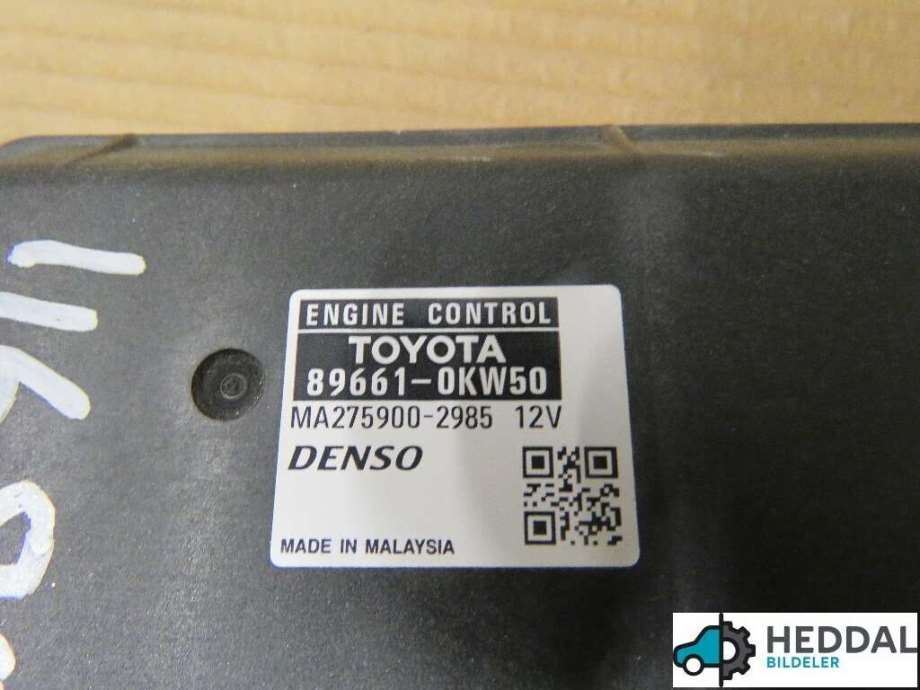 ENGINE CONTROL
TOYOTA
89661-0KW50
MA275900-2985 12V
DENSO
MADE IN MALAYSIA
HEDDAL
BILDELER